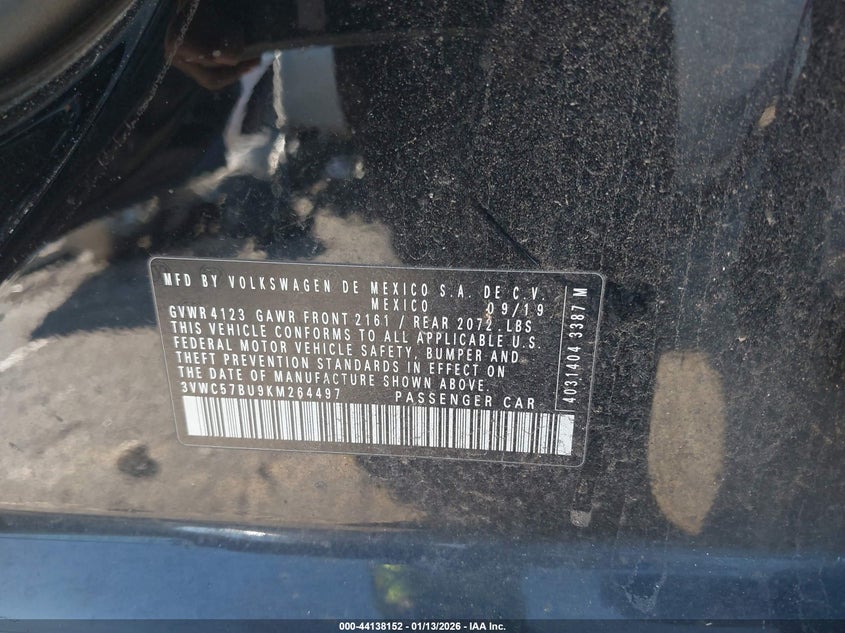 MFD BY VOLKSWAGEN DE MEXICO S.A. DE C.V.
MEXICO 09/19
GVWR 4123 GAWR FRONT 2161 / REAR 2072 LBS
THIS VEHICLE CONFORMS TO ALL APPLICABLE U.S.
FEDERAL MOTOR VEHICLE SAFETY, BUMPER AND
THEFT PREVENTION STANDARDS IN EFFECT ON
THE DATE OF MANUFACTURE SHOWN ABOVE.
3VWC57BU9KM264497 PASSENGER CAR
4031404 3387 M
000-44138152 — 01/13/2026 — IAA Inc.